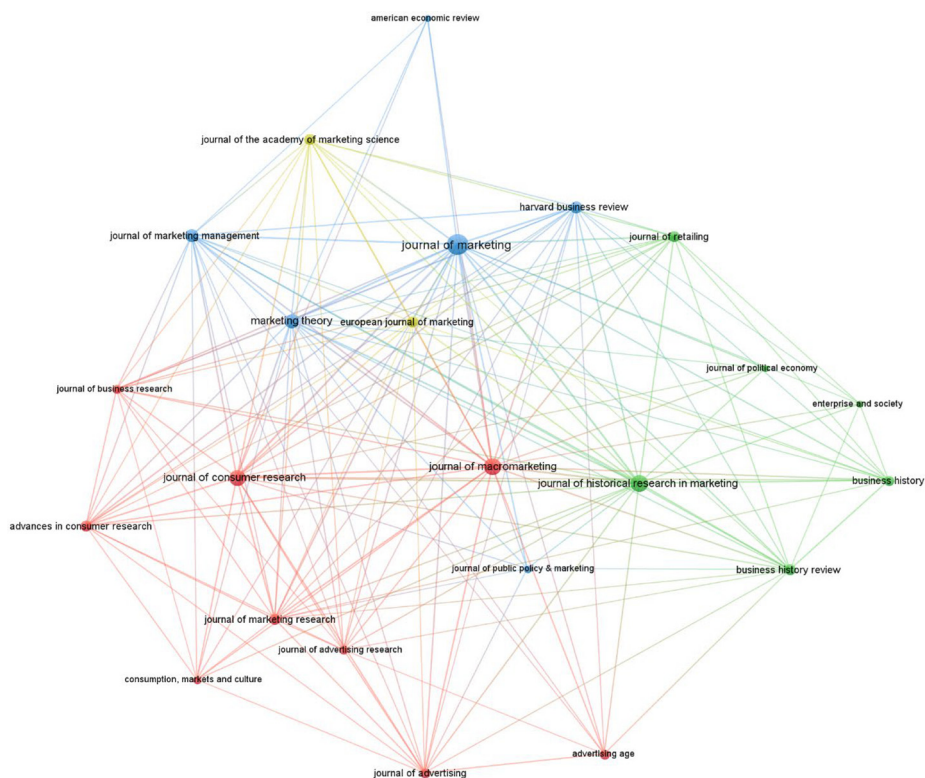 american economic review
journal of the academy of marketing science
harvard business review
journal of marketing management
journal of retailing
journal of marketing
marketing theory
european journal of marketing
journal of political economy
journal of business research
enterprise and society
journal of macromarketing
journal of consumer research
business history
journal of historical research in marketing
advances in consumer research
journal of public policy & marketing
business history review
journal of marketing research
journal of advertising research
consumption, markets and culture
advertising age
journal of advertising